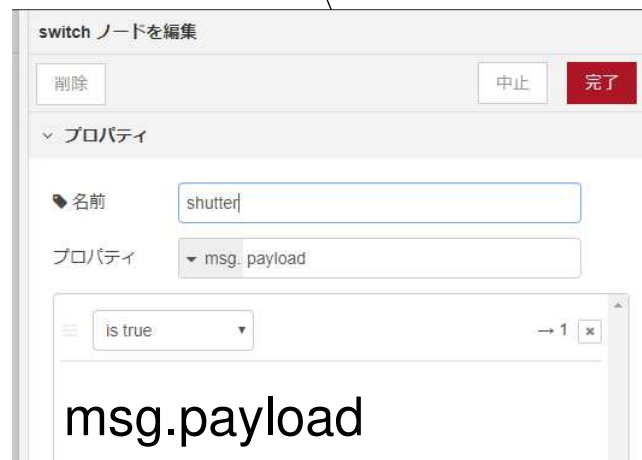 switch ノードを編集
削除 中止 完了
プロパティ
名前 shutter
プロパティ msg. payload
is true → 1 x
msg.payload